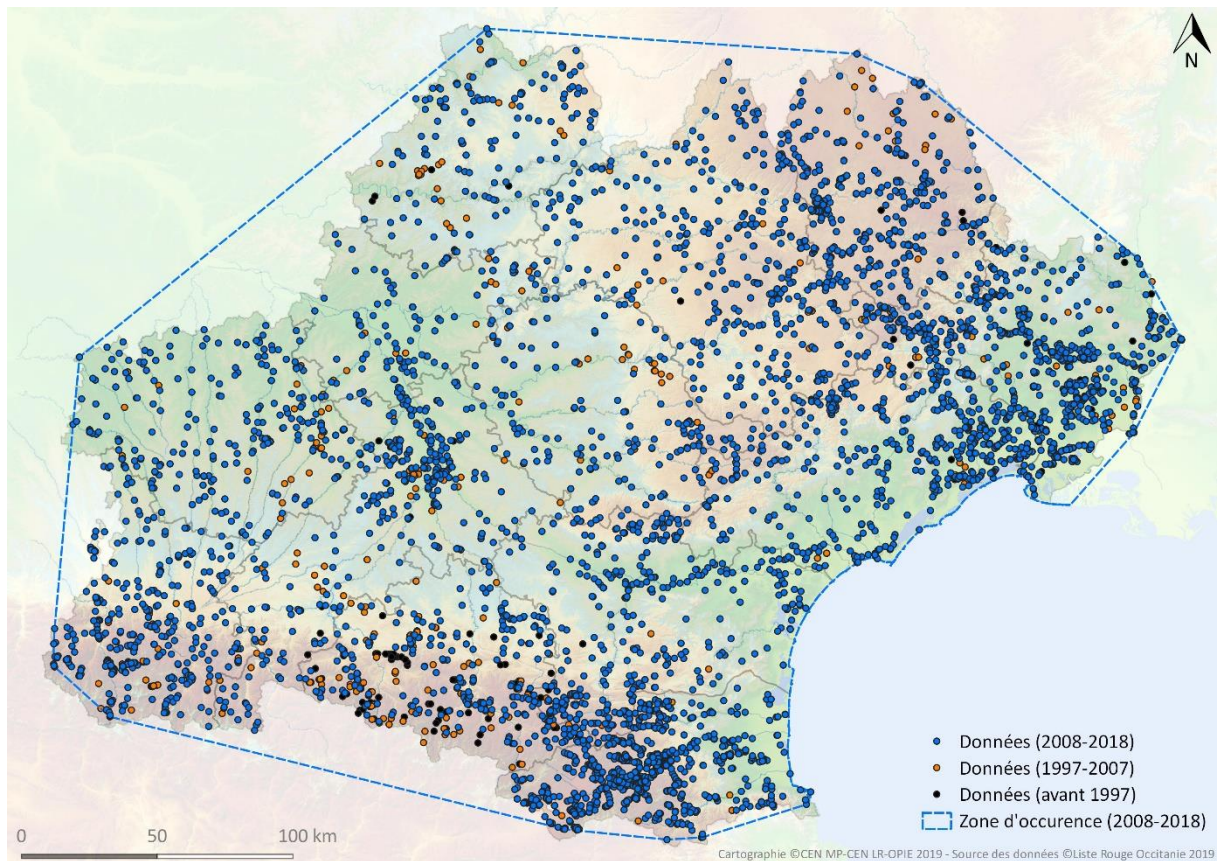 N
Données (2008-2018)
Données (1997-2007)
Données (avant 1997)
Zone d'occurence (2008-2018)
0 50 100 km
Cartographie ©CEN MP-CEN LR-OPIE 2019 - Source des données ©Liste Rouge Occitanie 2019